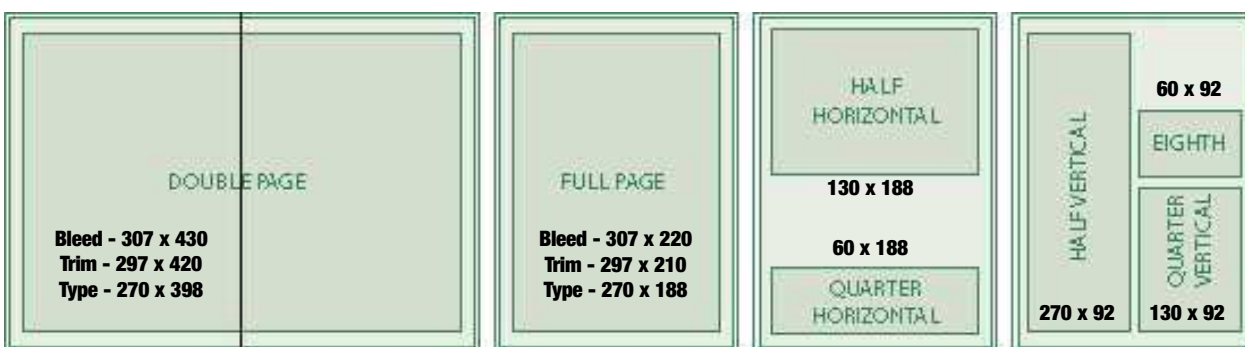 DOUBLE PAGE
Bleed - 307 x 430
Trim - 297 x 420
Type - 270 x 398
FULL PAGE
Bleed - 307 x 220
Trim - 297 x 210
Type - 270 x 188
HALF
HORIZONTAL
130 x 188
60 x 188
QUARTER
HORIZONTAL
HALF VERTICAL
270 x 92
60 x 92
EIGHTH
QUARTER
VERTICAL
130 x 92